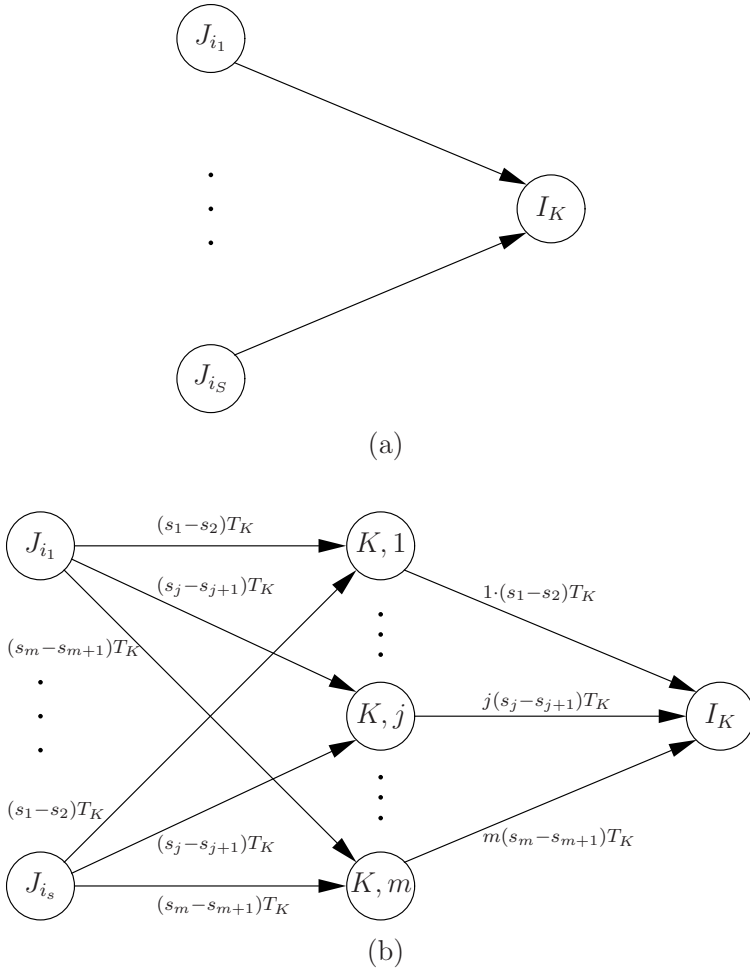 J_{i_1}
I_K
J_{i_S}
(a)
J_{i_1}
(s_1−s_2)T_K
K, 1
(s_j−s_{j+1})T_K
1·(s_1−s_2)T_K
(s_m−s_{m+1})T_K
K, j
j(s_j−s_{j+1})T_K
I_K
(s_1−s_2)T_K
(s_j−s_{j+1})T_K
m(s_m−s_{m+1})T_K
J_{i_s}
(s_m−s_{m+1})T_K
K, m
(b)